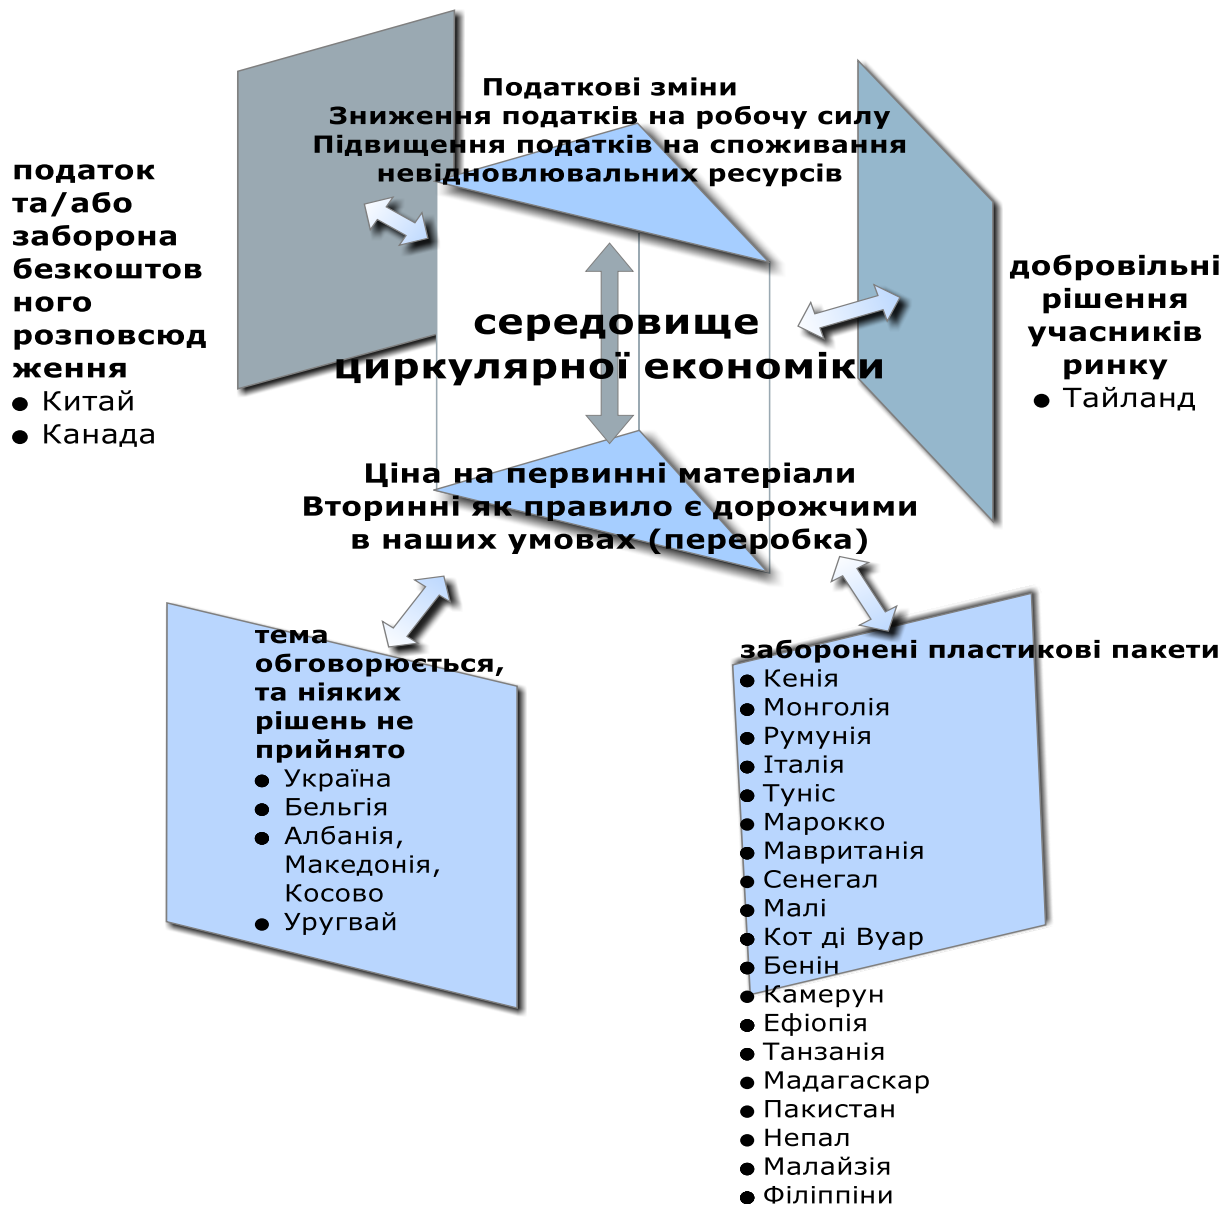 Податкові зміни
Зниження податків на робочу силу
Підвищення податків на споживання
невідновлювальних ресурсів
податок
та/або
заборона
безкоштов
ного
розповсюд
ження
● Китай
● Канада
середовище
циркулярної економіки
добровільні
рішення
учасників
ринку
● Тайланд
Ціна на первинні матеріали
Вторинні як правило є дорожчими
в наших умовах (переробка)
тема
обговорюється,
та ніяких
рішень не
прийнято
● Україна
● Бельгія
● Албанія,
Македонія,
Косово
● Уругвай
заборонені пластикові пакети
● Кенія
● Монголія
● Румунія
● Італія
● Туніс
● Марокко
● Мавританія
● Сенегал
● Малі
● Кот ді Вуар
● Бенін
● Камерун
● Ефіопія
● Танзанія
● Мадагаскар
● Пакистан
● Непал
● Малайзія
● Філіппіни